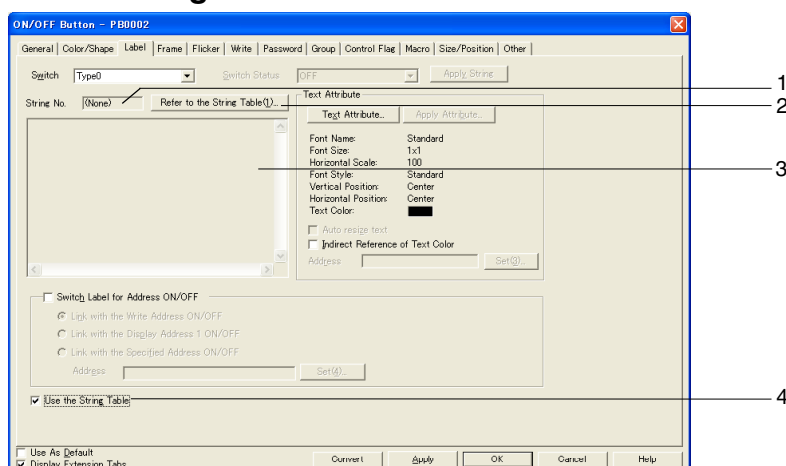 ON/OFF Button - PB0002
General Color/Shape Label Frame Flicker Write Password Group Control Flag Macro Size/Position Other
Switch Type0 Switch Status OFF Apply String
String No. (None) Refer to the String Table(1)...
Text Attribute
Text Attribute... Apply Attribute...
Font Name: Standard
Font Size: 1x1
Horizontal Scale: 100
Font Style: Standard
Vertical Position: Center
Horizontal Position: Center
Text Color:
Auto resize text
Indirect Reference of Text Color
Address Set(3)...
Switch Label for Address ON/OFF
Link with the Write Address ON/OFF
Link with the Display Address 1 ON/OFF
Link with the Specified Address ON/OFF
Address Set(4)...
Use the String Table
Use As Default
Display Extension Tabs
Convert Apply OK Cancel Help
1
2
3
4